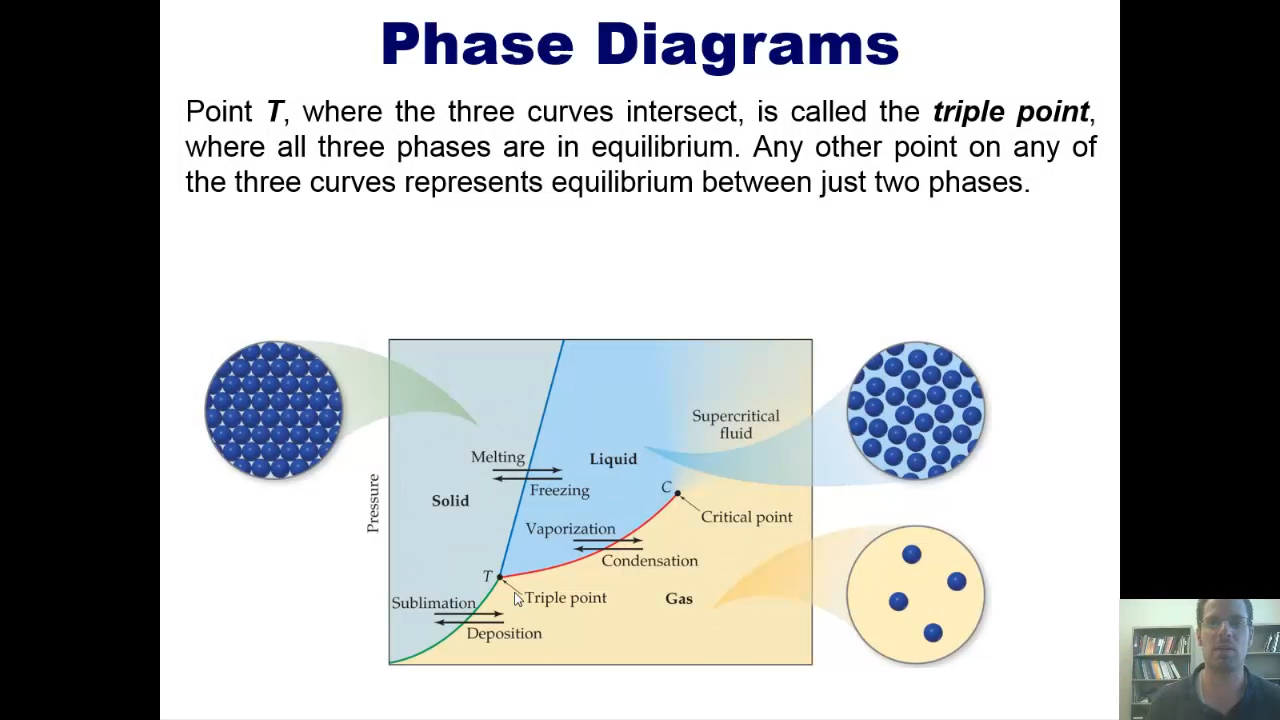 Phase Diagrams
Point T, where the three curves intersect, is called the triple point,
where all three phases are in equilibrium. Any other point on any of
the three curves represents equilibrium between just two phases.
Supercritical
fluid
Melting
Liquid
Freezing
Solid
C
Pressure
Critical point
Vaporization
Condensation
T
Triple point
Gas
Sublimation
Deposition